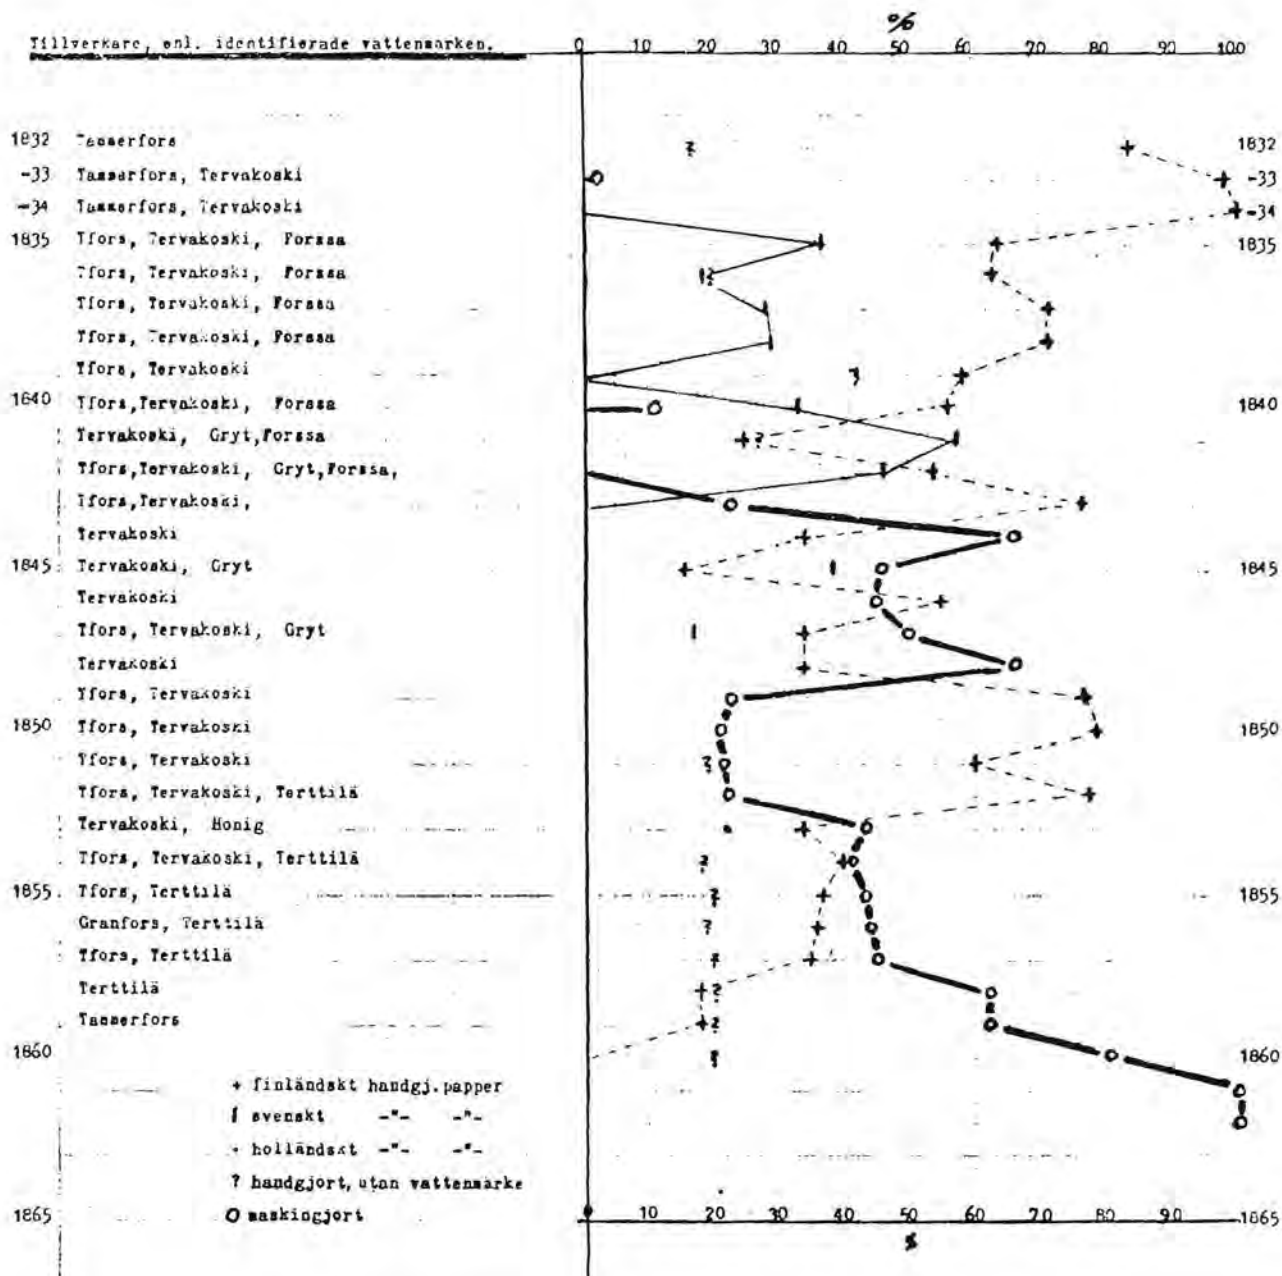 %
Tillverkare, enl. identifierade vattenmarken.
0 10 20 30 40 50 60 70 80 90 100
1832 Tammerfors 1832
-33 Tammerfors, Tervakoski -33
-34 Tammerfors, Tervakoski -34
1835 Tfors, Tervakoski, Forssa 1835
Tfors, Tervakoski, Forssa
Tfors, Tervakoski, Forssa
Tfors, Tervakoski, Forssa
Tfors, Tervakoski
1840 Tfors,Tervakoski, Forssa 1840
Tervakoski, Gryt,Forssa
Tfors,Tervakoski, Gryt,Forssa,
Tfors,Tervakoski,
Tervakoski
1845 Tervakoski, Gryt 1845
Tervakoski
Tfors, Tervakoski, Gryt
Tervakoski
Tfors, Tervakoski
1850 Tfors, Tervakoski 1850
Tfors, Tervakoski
Tfors, Tervakoski, Terttilä
Tervakoski, Honig
Tfors, Tervakoski, Terttilä
1855 Tfors, Terttilä 1855
Granfors, Terttilä
Tfors, Terttilä
Terttilä
Tammerfors
1860 1860
+ finländskt handgj.papper
| svenskt -"- -"-
· holländskt -"- -"-
? handgjort, utan vattenmärke
O maskingjort
1865 0 10 20 30 40 50 60 70 80 90 1865
%